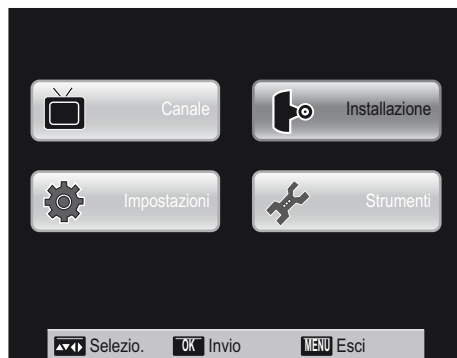 Canale
Installazione
Impostazioni
Strumenti
Selezio. OK Invio MENU Esci